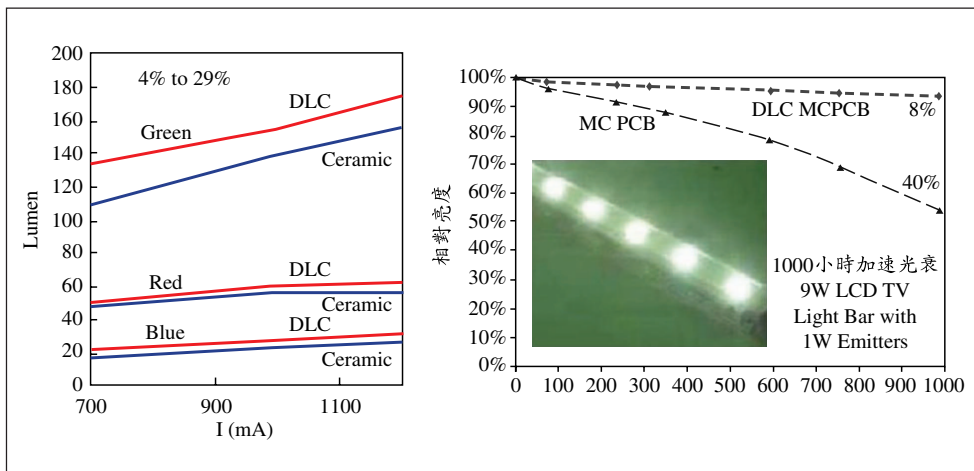 200
180
160
140
120
100
80
60
40
20
0
Lumen
4% to 29%
DLC
Green
Ceramic
DLC
Red
Ceramic
DLC
Blue
Ceramic
700
900
1100
I (mA)
100%
90%
80%
70%
60%
50%
40%
30%
20%
10%
0%
相對亮度
MC PCB
DLC MCPCB
8%
40%
1000小時加速光衰
9W LCD TV
Light Bar with
1W Emitters
0
100
200
300
400
500
600
700
800
900
1000